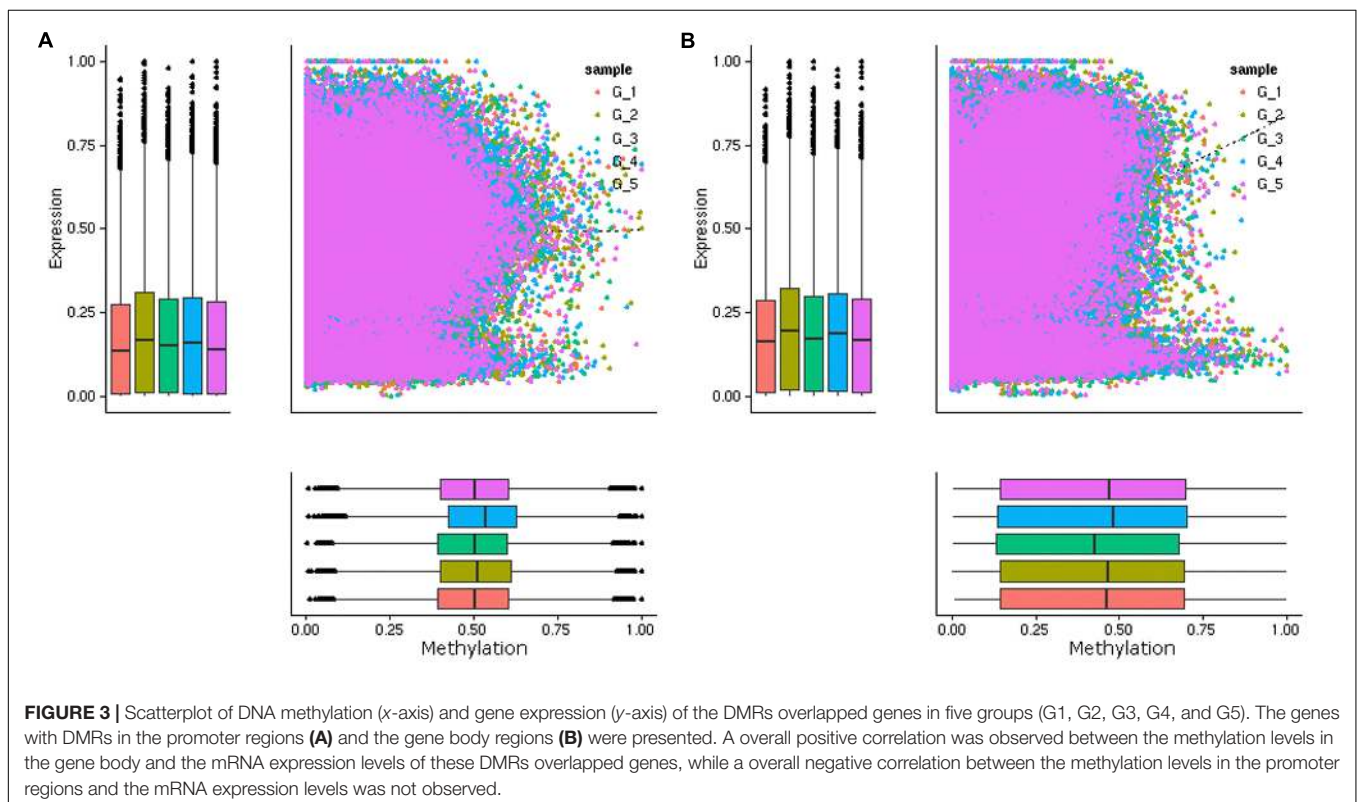 A
1.00
0.75
0.50
0.25
0.00
Expression
sample
G_1
G_2
G_3
G_4
G_5
0.00 0.25 0.50 0.75 1.00
Methylation
B
1.00
0.75
0.50
0.25
0.00
Expression
sample
G_1
G_2
G_3
G_4
G_5
0.00 0.25 0.50 0.75 1.00
Methylation
FIGURE 3 | Scatterplot of DNA methylation (x-axis) and gene expression (y-axis) of the DMRs overlapped genes in five groups (G1, G2, G3, G4, and G5). The genes
with DMRs in the promoter regions (A) and the gene body regions (B) were presented. A overall positive correlation was observed between the methylation levels in
the gene body and the mRNA expression levels of these DMRs overlapped genes, while a overall negative correlation between the methylation levels in the promoter
regions and the mRNA expression levels was not observed.